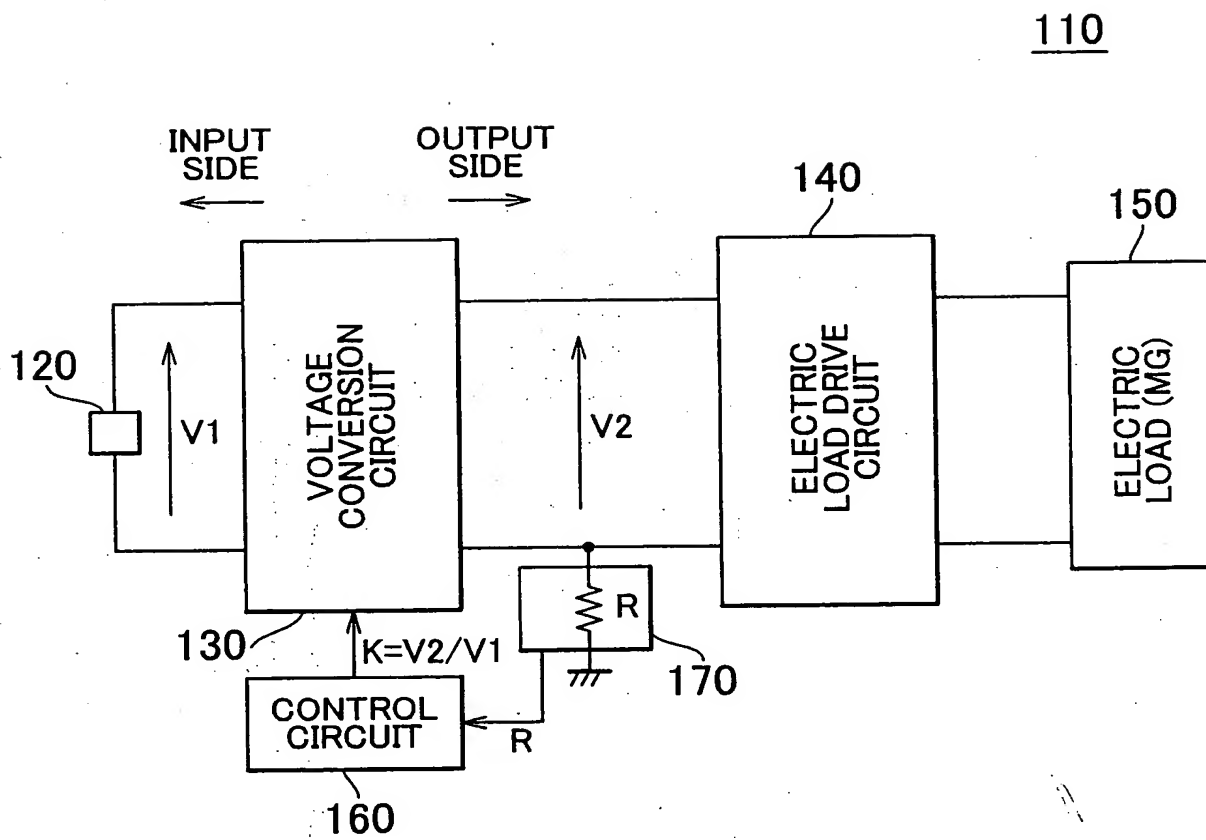 110
INPUT
SIDE
OUTPUT
SIDE
140
150
120
V1
VOLTAGE
CONVERSION
CIRCUIT
V2
ELECTRIC
LOAD DRIVE
CIRCUIT
ELECTRIC
LOAD (MG)
R
130
K=V2/V1
170
CONTROL
CIRCUIT
R
160